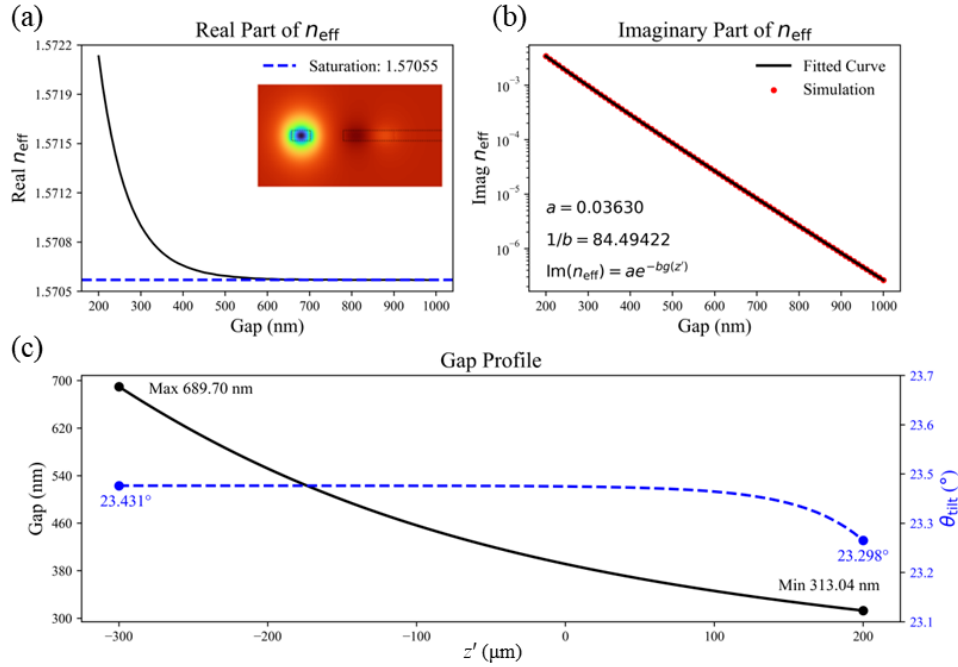 (a)
Real Part of n_eff
1.5722
1.5719
1.5715
1.5712
1.5708
1.5705
Real n_eff
Saturation: 1.57055
200 300 400 500 600 700 800 900 1000
Gap (nm)
(b)
Imaginary Part of n_eff
10⁻³
10⁻⁴
10⁻⁵
10⁻⁶
Imag n_eff
Fitted Curve
Simulation
a = 0.03630
1/b = 84.49422
Im(n_eff) = ae^{-bg(z′)}
200 300 400 500 600 700 800 900 1000
Gap (nm)
(c)
Gap Profile
700
620
540
460
380
300
Gap (nm)
Max 689.70 nm
23.431°
23.298°
Min 313.04 nm
23.7
23.6
23.5
23.3
23.2
23.1
θ_tilt (°)
−300 −200 −100 0 100 200
z′ (μm)